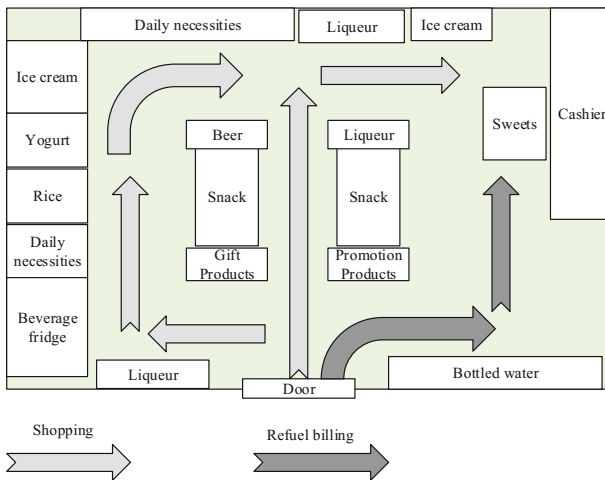 Daily necessities
Liqueur
Ice cream
Ice cream
Cashier
Sweets
Yogurt
Beer
Liqueur
Rice
Snack
Snack
Daily
necessities
Gift
Products
Promotion
Products
Beverage
fridge
Liqueur
Door
Bottled water
Shopping
Refuel billing